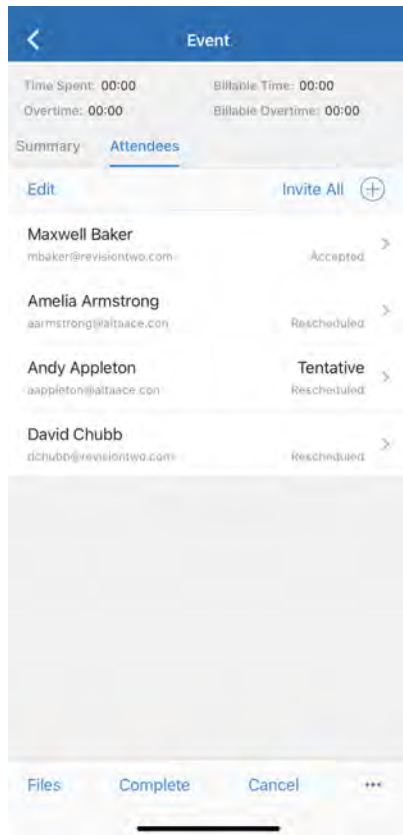 Event
Time Spent: 00:00 Billable Time: 00:00
Overtime: 00:00 Billable Overtime: 00:00
Summary Attendees
Edit Invite All
Maxwell Baker
mbaker@revisiontwo.com Accepted
Amelia Armstrong
aarmstrong@altaace.con Rescheduled
Andy Appleton Tentative
aappleton@altaace.con Rescheduled
David Chubb
dchubb@revisiontwo.com Rescheduled
Files Complete Cancel ...